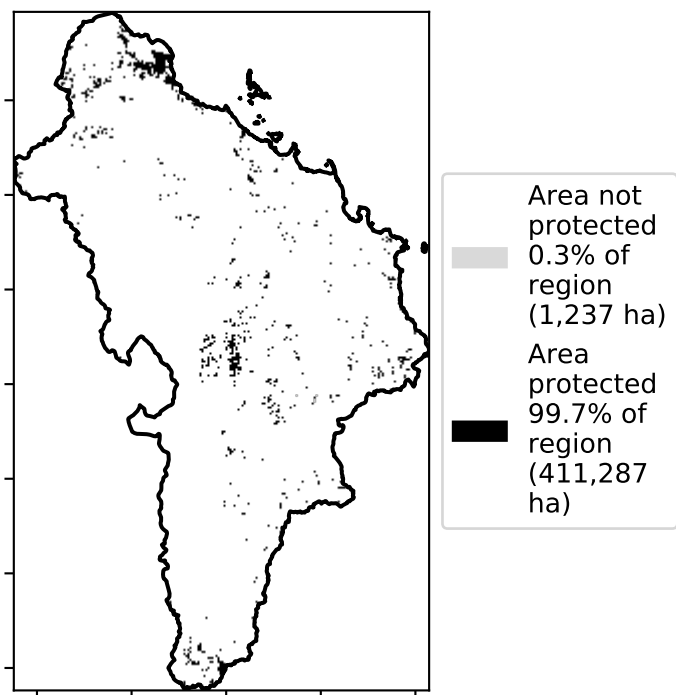 Area not
protected
0.3% of
region
(1,237 ha)
Area
protected
99.7% of
region
(411,287
ha)